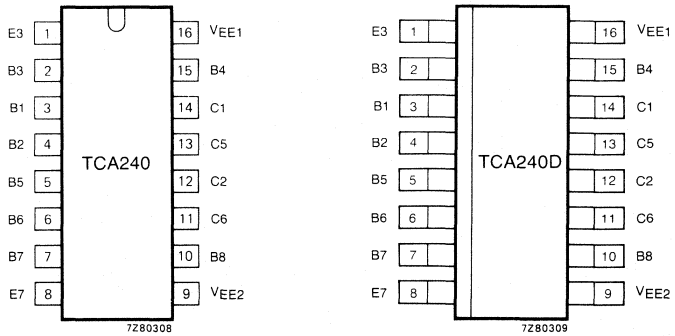 E3 1 16 VEE1
B3 2 15 B4
B1 3 14 C1
B2 4 13 C5
TCA240
B5 5 12 C2
B6 6 11 C6
B7 7 10 B8
E7 8 9 VEE2
7Z80308
E3 1 16 VEE1
B3 2 15 B4
B1 3 14 C1
B2 4 13 C5
TCA240D
B5 5 12 C2
B6 6 11 C6
B7 7 10 B8
E7 8 9 VEE2
7Z80309